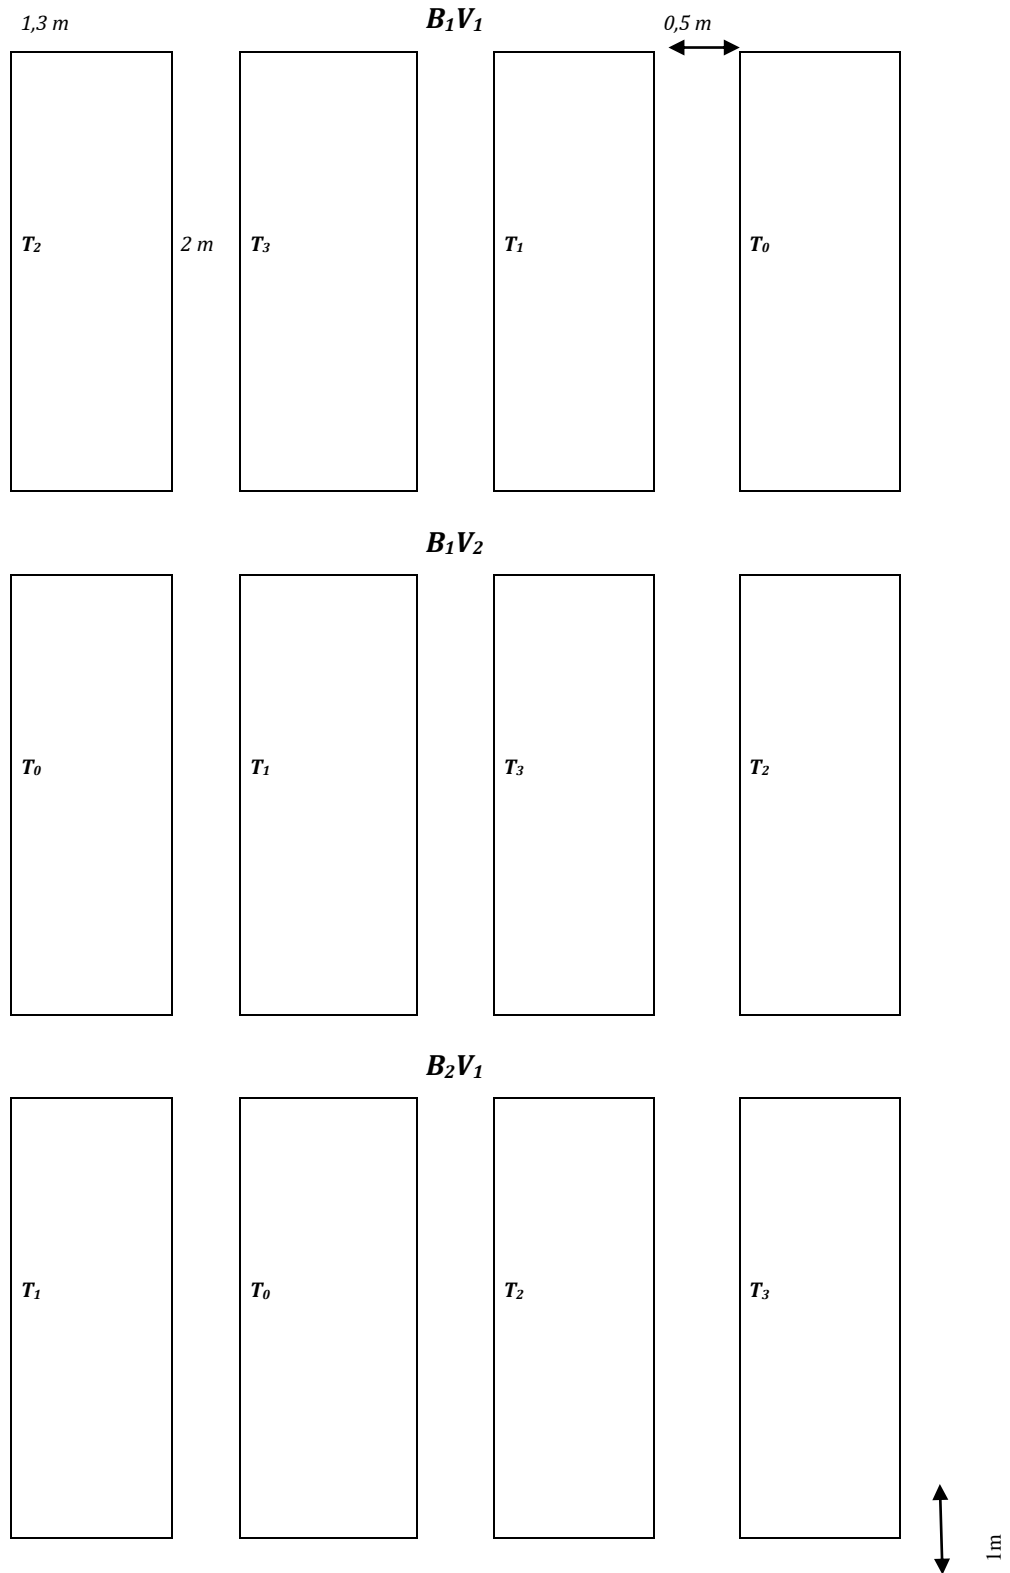 1,3 m
B₁V₁
0,5 m
T₂
2 m
T₃
T₁
T₀
B₁V₂
T₀
T₁
T₃
T₂
B₂V₁
T₁
T₀
T₂
T₃
1m